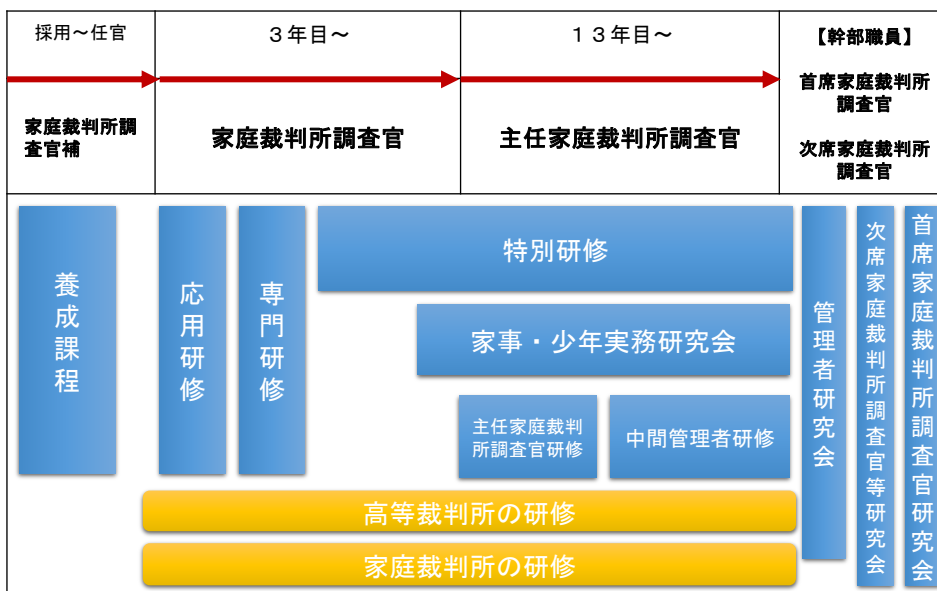 採用～任官
３年目～
１３年目～
【幹部職員】
首席家庭裁判所
調査官
次席家庭裁判所
調査官
家庭裁判所調
査官補
家庭裁判所調査官
主任家庭裁判所調査官
養成課程
応用研修
専門研修
特別研修
家事・少年実務研究会
主任家庭裁判
所調査官研修
中間管理者研修
管理者研究会
次席家庭裁判所調査官等研究会
首席家庭裁判所調査官研究会
高等裁判所の研修
家庭裁判所の研修